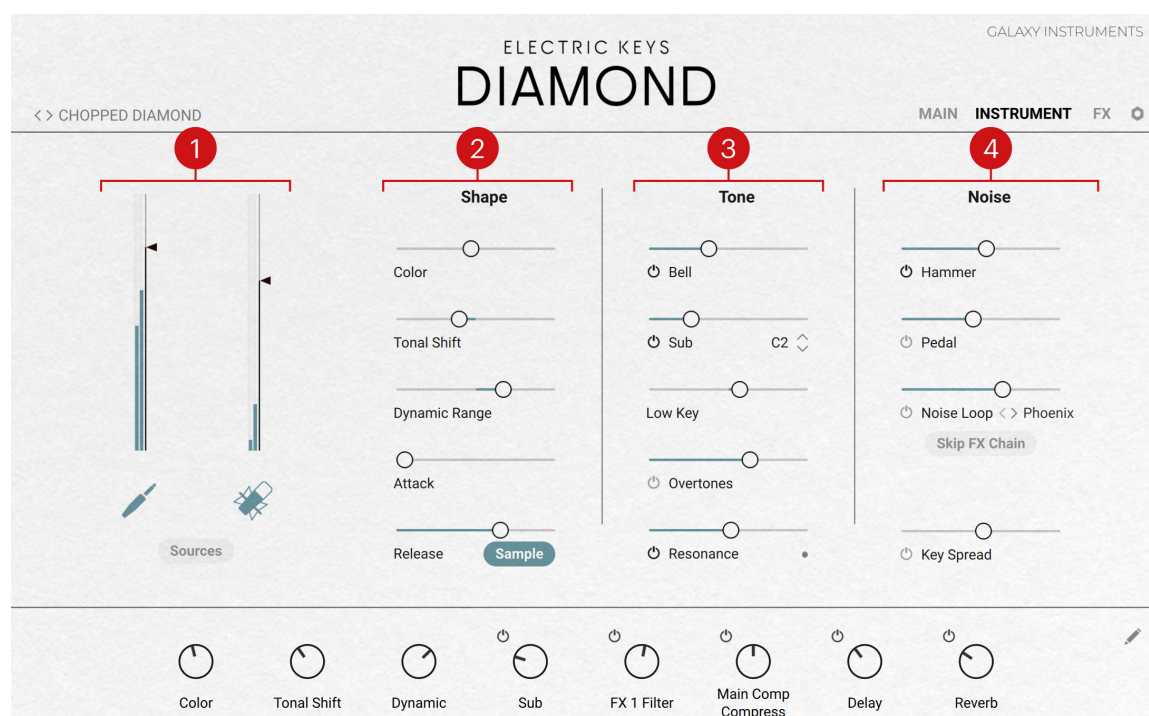 GALAXY INSTRUMENTS
ELECTRIC KEYS
DIAMOND
< > CHOPPED DIAMOND
MAIN INSTRUMENT FX
1 2 3 4
Shape Tone Noise
Color Bell Hammer
Tonal Shift Sub C2 Pedal
Dynamic Range Low Key Noise Loop < > Phoenix
Skip FX Chain
Attack Overtones
Sources Release Sample Resonance Key Spread
Color Tonal Shift Dynamic Sub FX 1 Filter Main Comp Delay Reverb
Compress